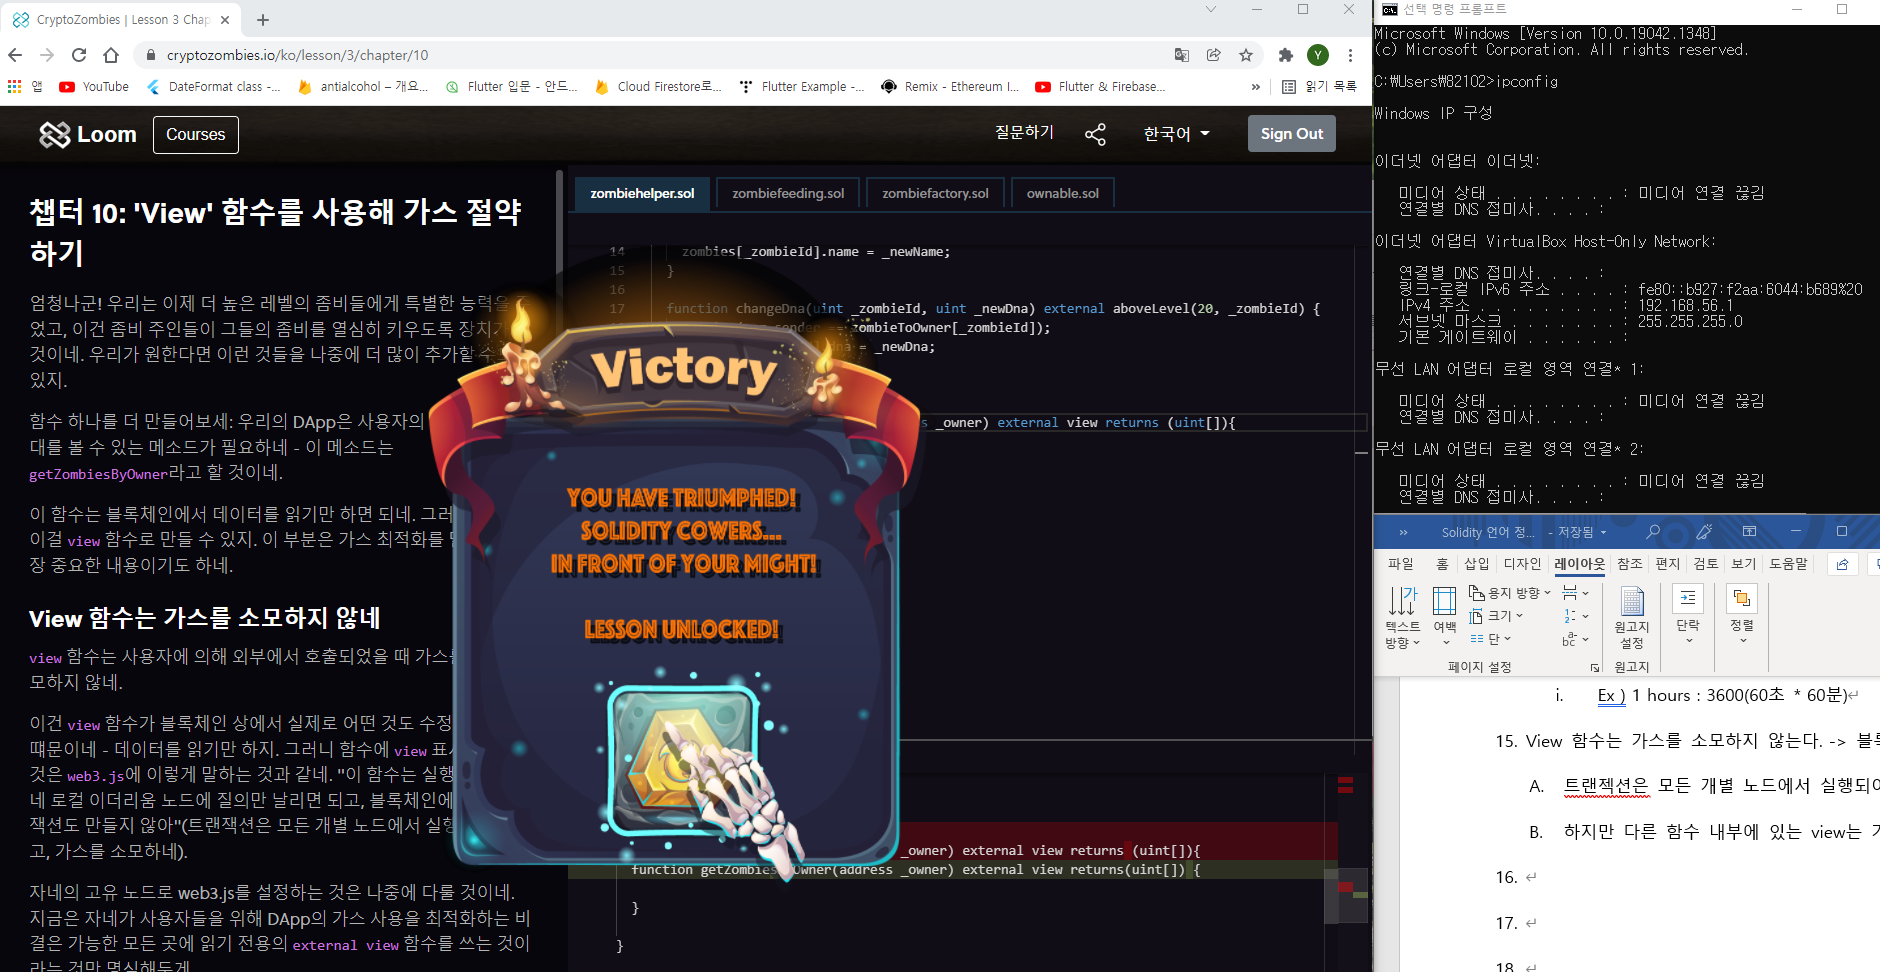 CryptoZombies | Lesson 3 Chap
cryptozombies.io/ko/lesson/3/chapter/10
앱
YouTube
DateFormat class -...
antialcohol – 개요...
Flutter 입문 - 안드...
Cloud Firestore로...
Flutter Example -...
Remix - Ethereum I...
Flutter & Firebase...
»
읽기 목록
Y
Loom
Courses
질문하기
한국어
Sign Out
챕터 10: 'View' 함수를 사용해 가스 절약
하기
엄청나군! 우리는 이제 더 높은 레벨의 좀비들에게 특별한 능력을
었고, 이건 좀비 주인들이 그들의 좀비를 열심히 키우도록 장치가
것이네. 우리가 원한다면 이런 것들을 나중에 더 많이 추가할 수
있지.
함수 하나를 더 만들어보세: 우리의 DApp은 사용자의
대를 볼 수 있는 메소드가 필요하네 - 이 메소드는
getZombiesByOwner라고 할 것이네.
이 함수는 블록체인에서 데이터를 읽기만 하면 되네. 그러
이걸 view 함수로 만들 수 있지. 이 부분은 가스 최적화를
장 중요한 내용이기도 하네.
View 함수는 가스를 소모하지 않네
view 함수는 사용자에 의해 외부에서 호출되었을 때 가스
모하지 않네.
이건 view 함수가 블록체인 상에서 실제로 어떤 것도 수정
때문이네 - 데이터를 읽기만 하지. 그러니 함수에 view 표
것은 web3.js에 이렇게 말하는 것과 같네. "이 함수는 실행
네 로컬 이더리움 노드에 질의만 날리면 되고, 블록체인에
잭션도 만들지 않아"(트랜잭션은 모든 개별 노드에서 실행
고, 가스를 소모하네).
자네의 고유 노드로 web3.js를 설정하는 것은 나중에 다룰 것이네.
지금은 자네가 사용자들을 위해 DApp의 가스 사용을 최적화하는 비
결은 가능한 모든 곳에 읽기 전용의 external view 함수를 쓰는 것이
라는 것만 명심해두게
zombiehelper.sol
zombiefeeding.sol
zombiefactory.sol
ownable.sol
14 zombies[_zombieId].name = _newName;
15 }
16
17 function changeDna(uint _zombieId, uint _newDna) external aboveLevel(20, _zombieId) {
zombieToOwner[_zombieId]);
= _newDna;
_owner) external view returns (uint[]){
Victory
YOU HAVE TRIUMPHED!
SOLIDITY COWERS...
IN FRONT OF YOUR MIGHT!
LESSON UNLOCKED!
_owner) external view returns (uint[]){
function getZombies Owner(address _owner) external view returns(uint[]) {
}
}
선택 명령 프롬프트
Microsoft Windows [Version 10.0.19042.1348]
(c) Microsoft Corporation. All rights reserved.
C:₩Users₩82102>ipconfig
Windows IP 구성
이더넷 어댑터 이더넷:
미디어 상태 . . . . . . . . : 미디어 연결 끊김
연결별 DNS 접미사. . . . :
이더넷 어댑터 VirtualBox Host-Only Network:
연결별 DNS 접미사. . . . :
링크-로컬 IPv6 주소 . . . . : fe80::b927:f2aa:6044:b689%20
IPv4 주소 . . . . . . . . . : 192.168.56.1
서브넷 마스크 . . . . . . . : 255.255.255.0
기본 게이트웨이 . . . . . . :
무선 LAN 어댑터 로컬 영역 연결* 1:
미디어 상태 . . . . . . . . : 미디어 연결 끊김
연결별 DNS 접미사. . . . :
무선 LAN 어댑터 로컬 영역 연결* 2:
미디어 상태 . . . . . . . . : 미디어 연결 끊김
연결별 DNS 접미사. . . . :
» Solidity 언어 정... - 저장됨
파일 홈 삽입 디자인 레이아웃 참조 편지 검토 보기 도움말
텍스트 방향
여백
용지 방향
크기
단
원고지 설정
단락
정렬
페이지 설정
원고지
i. Ex ) 1 hours : 3600(60초 * 60분)
15. View 함수는 가스를 소모하지 않는다. -> 블록
A. 트랜젝션은 모든 개별 노드에서 실행되어
B. 하지만 다른 함수 내부에 있는 view는 가
16.
17.
18.